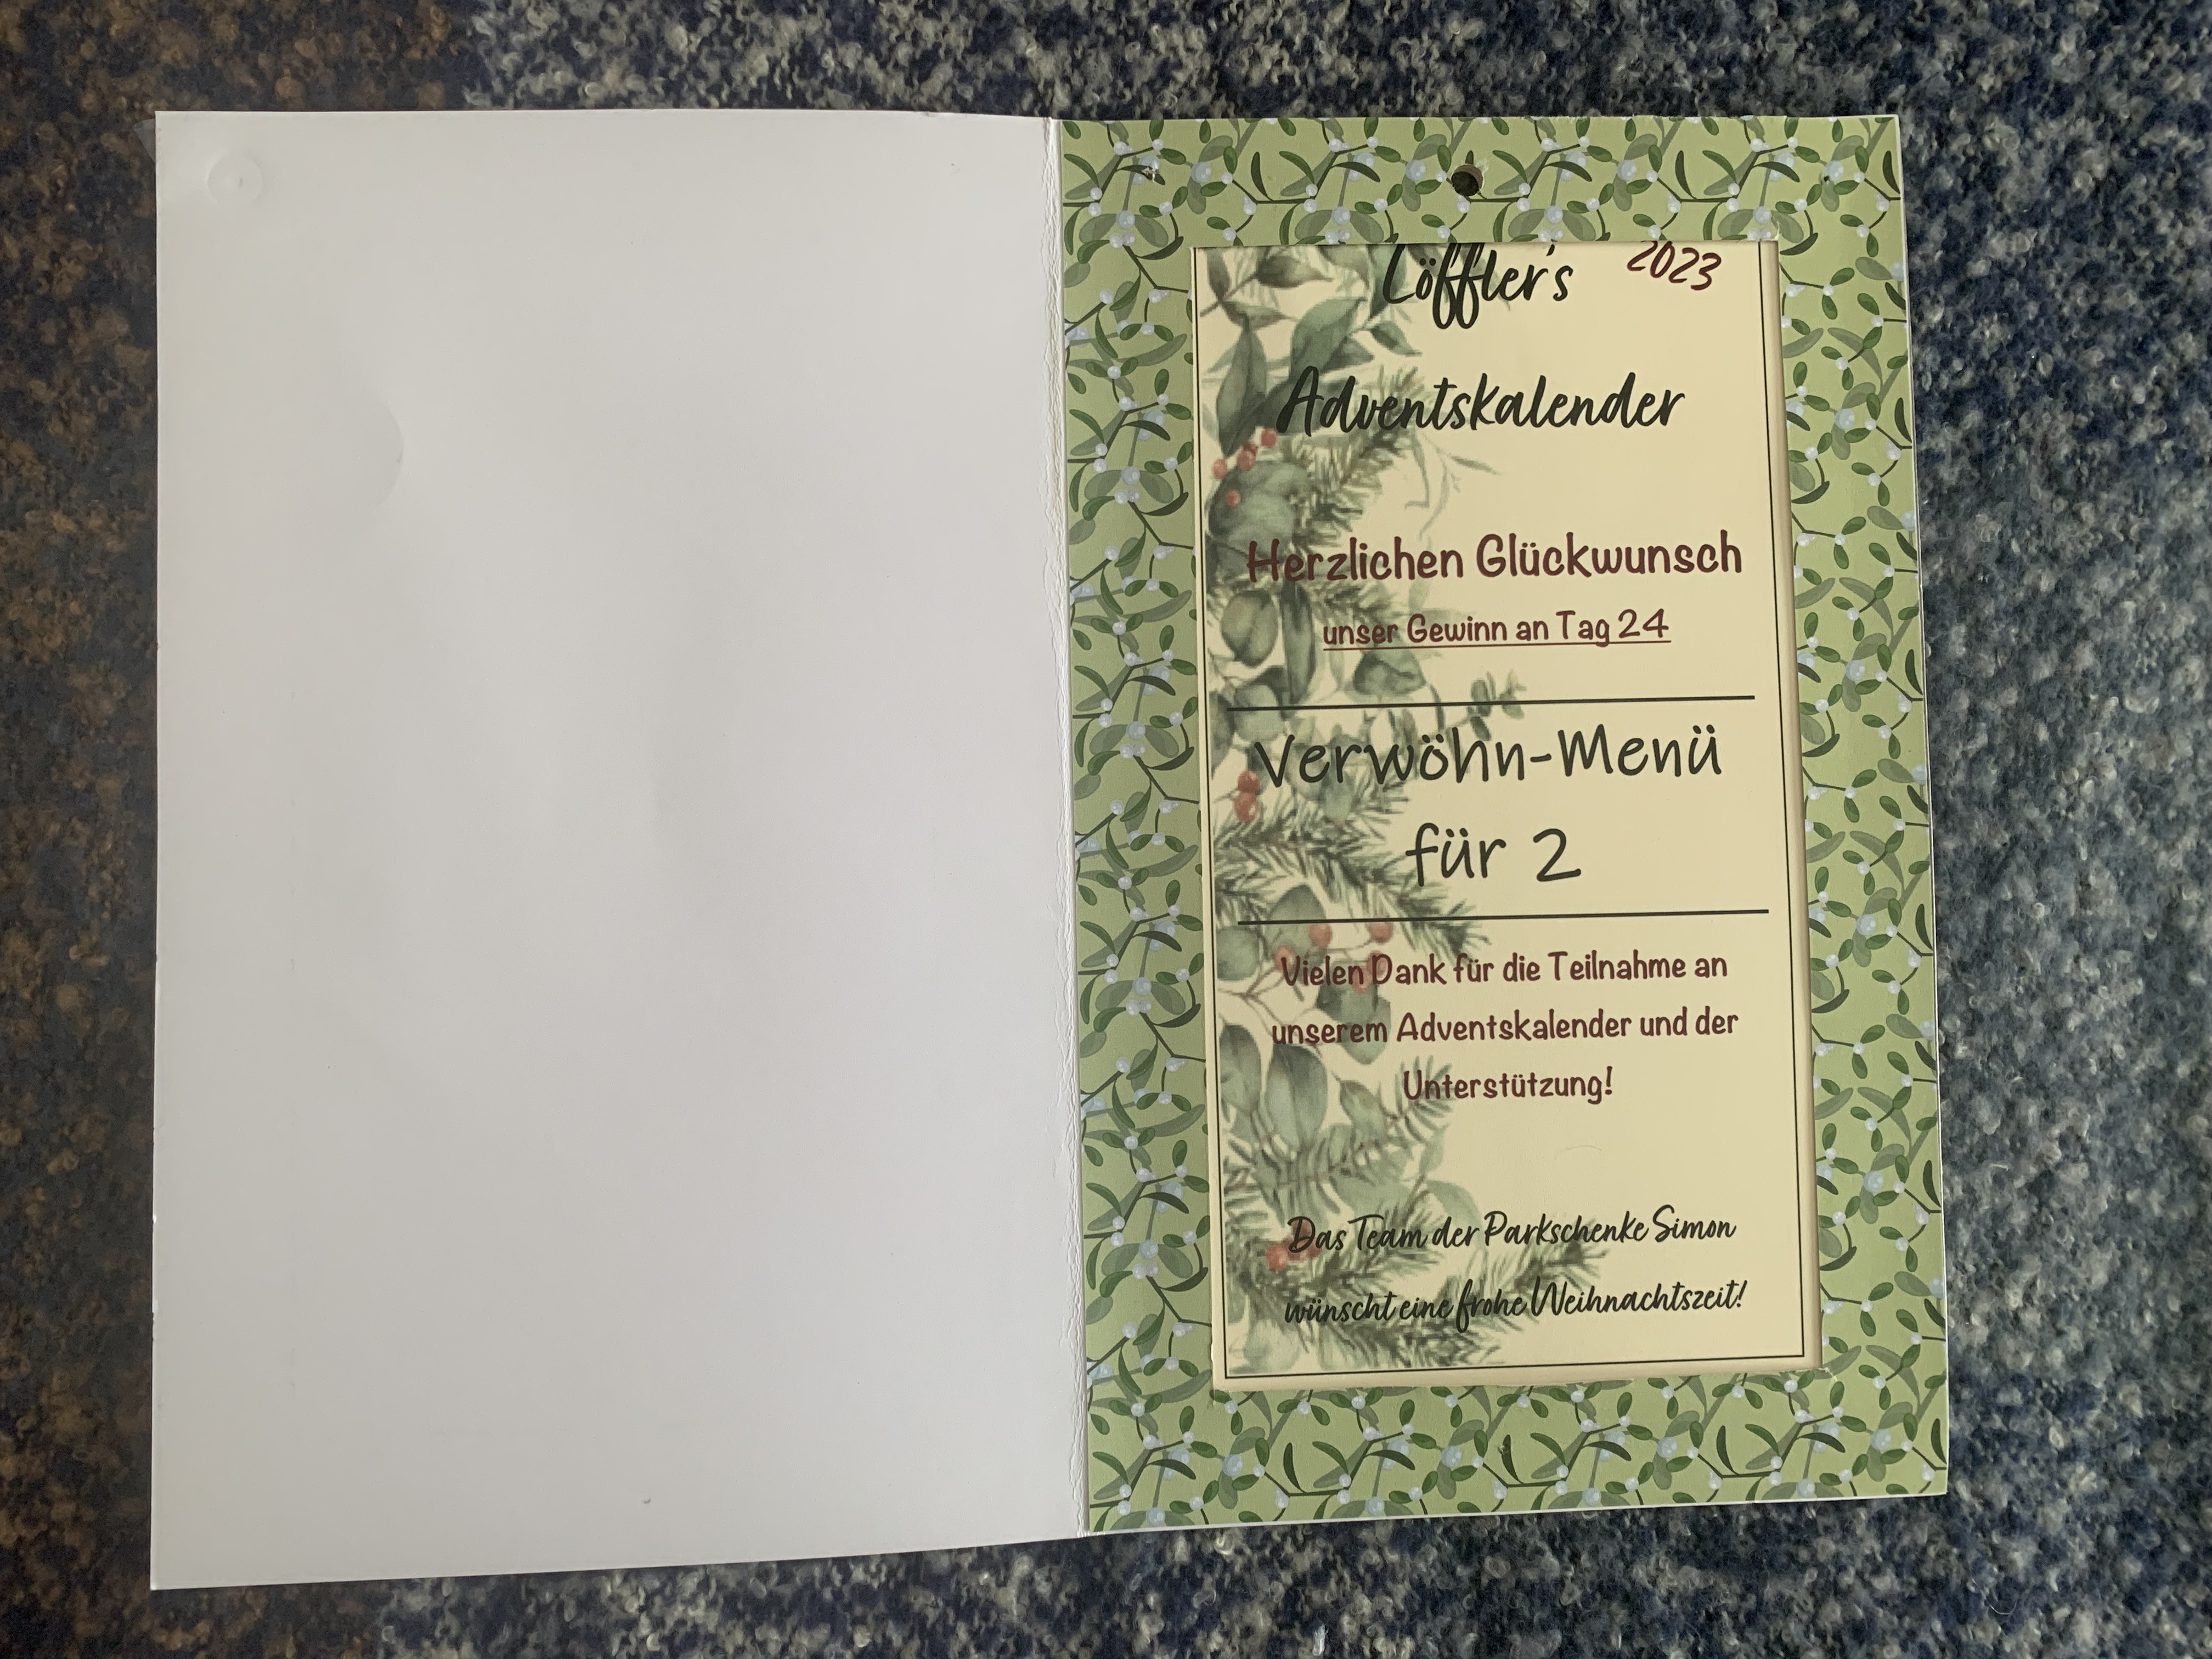 Löffler's 2023
Adventskalender
Herzlichen Glückwunsch
unser Gewinn an Tag 24
Verwöhn-Menü
für 2
Vielen Dank für die Teilnahme an
unserem Adventskalender und der
Unterstützung!
Das Team der Parkschenke Simon
wünscht eine frohe Weihnachtszeit!